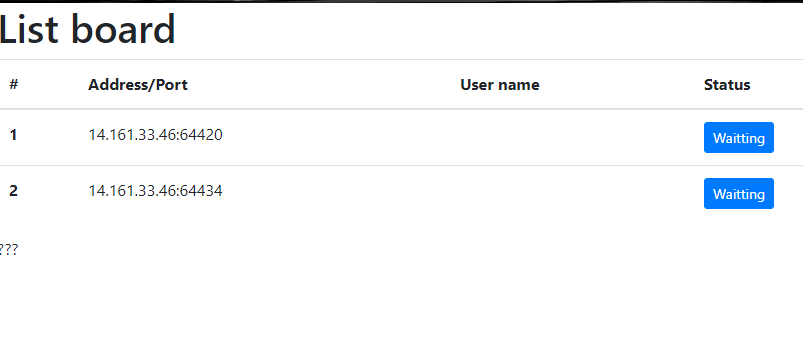 List board
# Address/Port User name Status
1 14.161.33.46:64420 Waitting
2 14.161.33.46:64434 Waitting
???